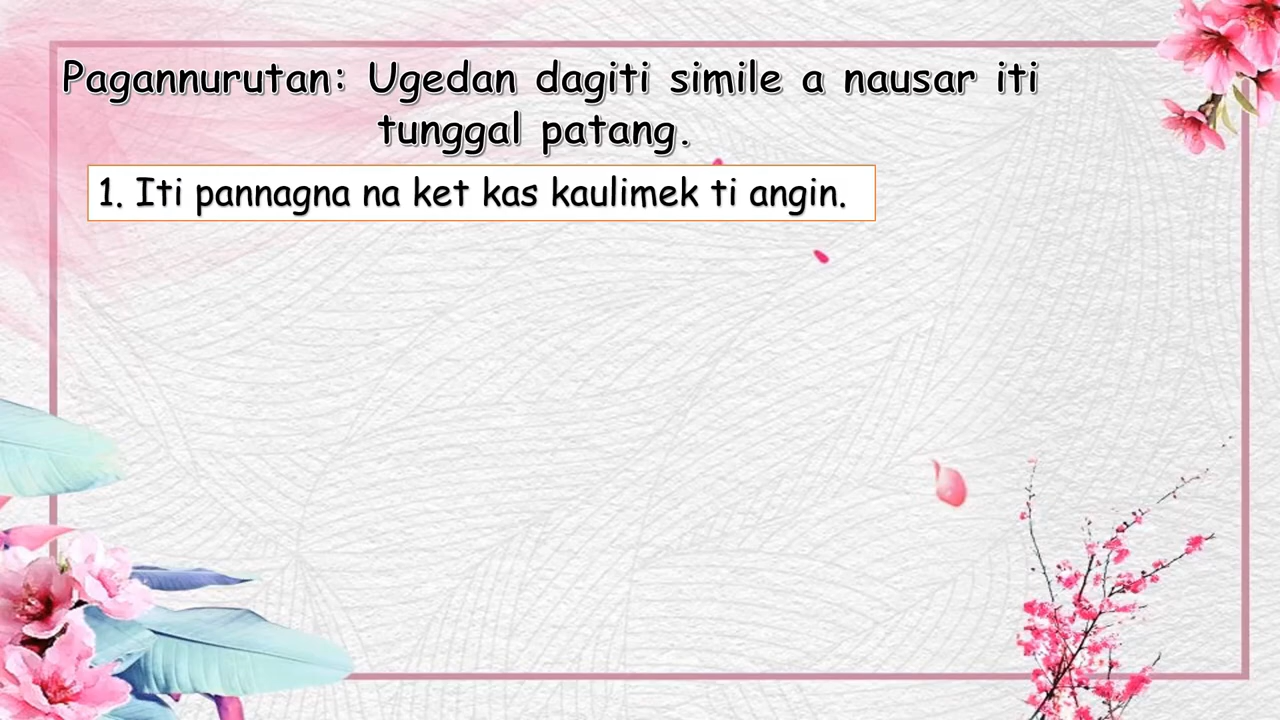 Pagannurutan: Ugedan dagiti simile a nausar iti
tunggal patang.
1. Iti pannagna na ket kas kaulimek ti angin.